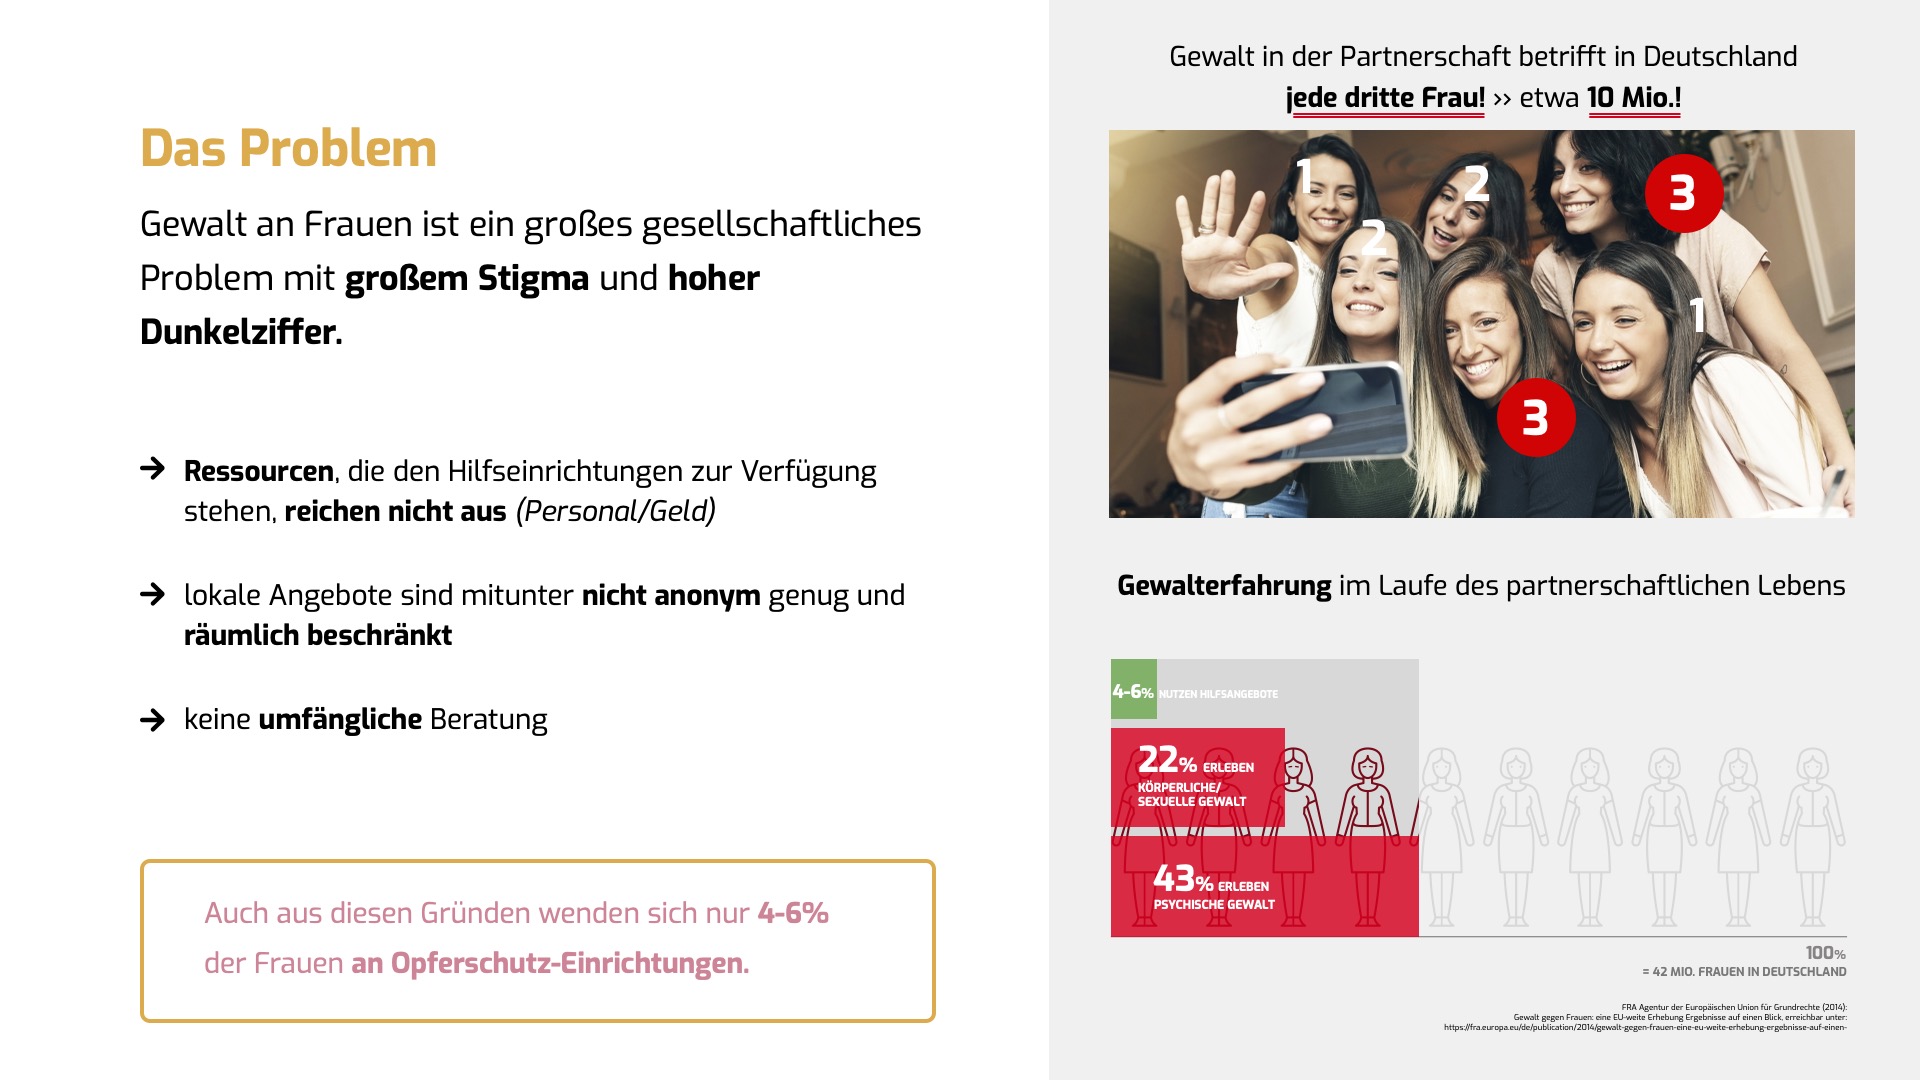 Das Problem
Gewalt an Frauen ist ein großes gesellschaftliches
Problem mit großem Stigma und hoher
Dunkelziffer.
Ressourcen, die den Hilfseinrichtungen zur Verfügung
stehen, reichen nicht aus (Personal/Geld)
lokale Angebote sind mitunter nicht anonym genug und
räumlich beschränkt
keine umfängliche Beratung
Auch aus diesen Gründen wenden sich nur 4-6%
der Frauen an Opferschutz-Einrichtungen.
Gewalt in der Partnerschaft betrifft in Deutschland
jede dritte Frau! ›› etwa 10 Mio.!
1
2
3
2
1
3
Gewalterfahrung im Laufe des partnerschaftlichen Lebens
4-6% NUTZEN HILFSANGEBOTE
22% ERLEBEN
KÖRPERLICHE/
SEXUELLE GEWALT
43% ERLEBEN
PSYCHISCHE GEWALT
100%
= 42 MIO. FRAUEN IN DEUTSCHLAND
FRA Agentur der Europäischen Union für Grundrechte (2014):
Gewalt gegen Frauen: eine EU-weite Erhebung Ergebnisse auf einen Blick, erreichbar unter:
https://fra.europa.eu/de/publication/2014/gewalt-gegen-frauen-eine-eu-weite-erhebung-ergebnisse-auf-einen-